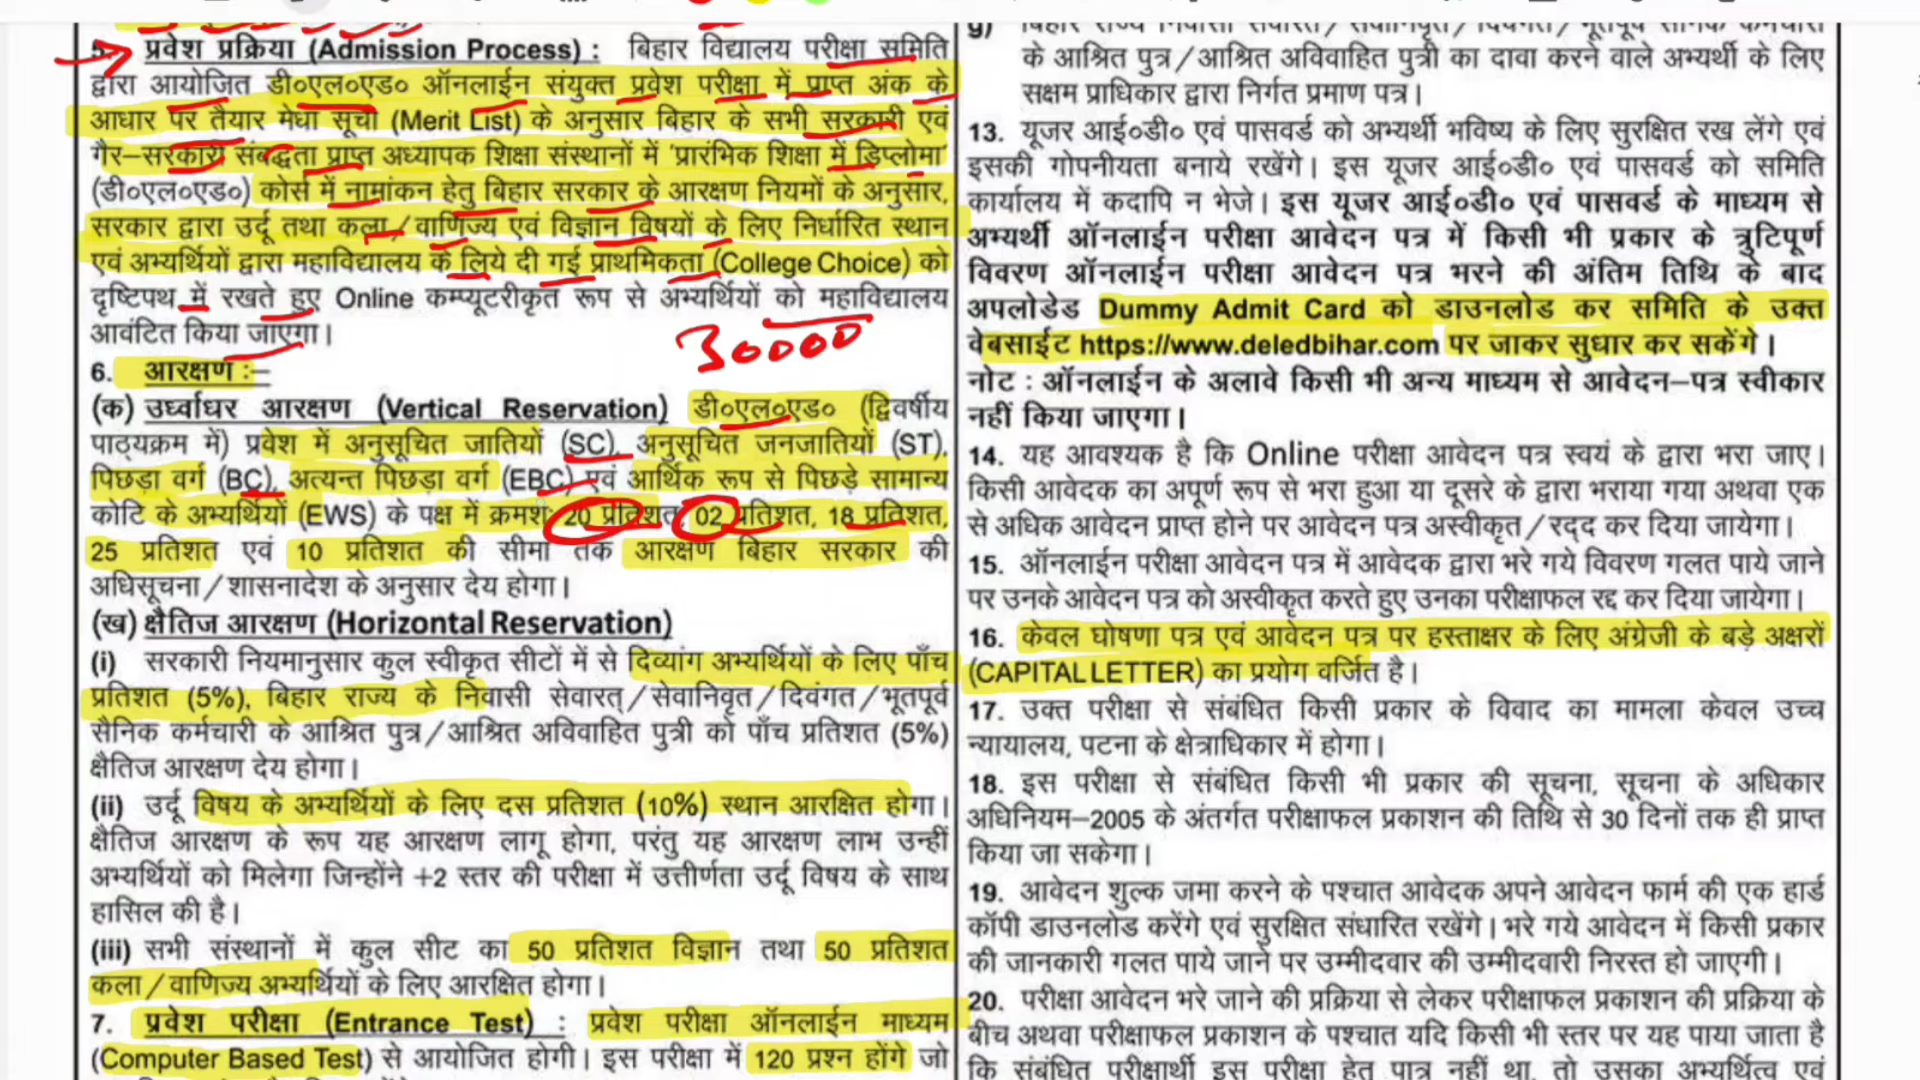 5. प्रवेश प्रक्रिया (Admission Process) : बिहार विद्यालय परीक्षा समिति
द्वारा आयोजित डी०एल०एड० ऑनलाईन संयुक्त प्रवेश परीक्षा में प्राप्त अंक के
आधार पर तैयार मेधा सूची (Merit List) के अनुसार बिहार के सभी सरकारी एवं
गैर–सरकारी संबद्धता प्राप्त अध्यापक शिक्षा संस्थानों में 'प्रारंभिक शिक्षा में डिप्लोमा'
(डी०एल०एड०) कोर्स में नामांकन हेतु बिहार सरकार के आरक्षण नियमों के अनुसार,
सरकार द्वारा उर्दू तथा कला/वाणिज्य एवं विज्ञान विषयों के लिए निर्धारित स्थान
एवं अभ्यर्थियों द्वारा महाविद्यालय के लिये दी गई प्राथमिकता (College Choice) को
दृष्टिपथ में रखते हुए Online कम्प्यूटरीकृत रूप से अभ्यर्थियों को महाविद्यालय
आवंटित किया जाएगा।
30000
6. आरक्षण :–
(क) उर्ध्वाधर आरक्षण (Vertical Reservation) डी०एल०एड० (द्विवर्षीय
पाठ्यक्रम में) प्रवेश में अनुसूचित जातियों (SC), अनुसूचित जनजातियों (ST),
पिछड़ा वर्ग (BC), अत्यन्त पिछड़ा वर्ग (EBC) एवं आर्थिक रूप से पिछड़े सामान्य
कोटि के अभ्यर्थियों (EWS) के पक्ष में क्रमश: 20 प्रतिशत, 02 प्रतिशत, 18 प्रतिशत,
25 प्रतिशत एवं 10 प्रतिशत की सीमा तक आरक्षण बिहार सरकार की
अधिसूचना/शासनादेश के अनुसार देय होगा।
(ख) क्षैतिज आरक्षण (Horizontal Reservation)
(i) सरकारी नियमानुसार कुल स्वीकृत सीटों में से दिव्यांग अभ्यर्थियों के लिए पाँच
प्रतिशत (5%), बिहार राज्य के निवासी सेवारत्/सेवानिवृत/दिवंगत/भूतपूर्व
सैनिक कर्मचारी के आश्रित पुत्र/आश्रित अविवाहित पुत्री को पाँच प्रतिशत (5%)
क्षैतिज आरक्षण देय होगा।
(ii) उर्दू विषय के अभ्यर्थियों के लिए दस प्रतिशत (10%) स्थान आरक्षित होगा।
क्षैतिज आरक्षण के रूप यह आरक्षण लागू होगा, परंतु यह आरक्षण लाभ उन्हीं
अभ्यर्थियों को मिलेगा जिन्होंने +2 स्तर की परीक्षा में उत्तीर्णता उर्दू विषय के साथ
हासिल की है।
(iii) सभी संस्थानों में कुल सीट का 50 प्रतिशत विज्ञान तथा 50 प्रतिशत
कला/वाणिज्य अभ्यर्थियों के लिए आरक्षित होगा।
7. प्रवेश परीक्षा (Entrance Test) : प्रवेश परीक्षा ऑनलाईन माध्यम
(Computer Based Test) से आयोजित होगी। इस परीक्षा में 120 प्रश्न होंगे जो
g) बिहार राज्य निवासी सेवारत/सेवानिवृत/दिवंगत/भूतपूर्व सैनिक कर्मचारी
के आश्रित पुत्र/आश्रित अविवाहित पुत्री का दावा करने वाले अभ्यर्थी के लिए
सक्षम प्राधिकार द्वारा निर्गत प्रमाण पत्र।
13. यूजर आई०डी० एवं पासवर्ड को अभ्यर्थी भविष्य के लिए सुरक्षित रख लेंगे एवं
इसकी गोपनीयता बनाये रखेंगे। इस यूजर आई०डी० एवं पासवर्ड को समिति
कार्यालय में कदापि न भेजे। इस यूजर आई०डी० एवं पासवर्ड के माध्यम से
अभ्यर्थी ऑनलाईन परीक्षा आवेदन पत्र में किसी भी प्रकार के त्रुटिपूर्ण
विवरण ऑनलाईन परीक्षा आवेदन पत्र भरने की अंतिम तिथि के बाद
अपलोडेड Dummy Admit Card को डाउनलोड कर समिति के उक्त
वेबसाईट https://www.deledbihar.com पर जाकर सुधार कर सकेंगे।
नोट : ऑनलाईन के अलावे किसी भी अन्य माध्यम से आवेदन–पत्र स्वीकार
नहीं किया जाएगा।
14. यह आवश्यक है कि Online परीक्षा आवेदन पत्र स्वयं के द्वारा भरा जाए।
किसी आवेदक का अपूर्ण रूप से भरा हुआ या दूसरे के द्वारा भराया गया अथवा एक
से अधिक आवेदन प्राप्त होने पर आवेदन पत्र अस्वीकृत/रद्द कर दिया जायेगा।
15. ऑनलाईन परीक्षा आवेदन पत्र में आवेदक द्वारा भरे गये विवरण गलत पाये जाने
पर उनके आवेदन पत्र को अस्वीकृत करते हुए उनका परीक्षाफल रद्द कर दिया जायेगा।
16. केवल घोषणा पत्र एवं आवेदन पत्र पर हस्ताक्षर के लिए अंग्रेजी के बड़े अक्षरों
(CAPITAL LETTER) का प्रयोग वर्जित है।
17. उक्त परीक्षा से संबंधित किसी प्रकार के विवाद का मामला केवल उच्च
न्यायालय, पटना के क्षेत्राधिकार में होगा।
18. इस परीक्षा से संबंधित किसी भी प्रकार की सूचना, सूचना के अधिकार
अधिनियम–2005 के अंतर्गत परीक्षाफल प्रकाशन की तिथि से 30 दिनों तक ही प्राप्त
किया जा सकेगा।
19. आवेदन शुल्क जमा करने के पश्चात आवेदक अपने आवेदन फार्म की एक हार्ड
कॉपी डाउनलोड करेंगे एवं सुरक्षित संधारित रखेंगे। भरे गये आवेदन में किसी प्रकार
की जानकारी गलत पाये जाने पर उम्मीदवार की उम्मीदवारी निरस्त हो जाएगी।
20. परीक्षा आवेदन भरे जाने की प्रक्रिया से लेकर परीक्षाफल प्रकाशन की प्रक्रिया के
बीच अथवा परीक्षाफल प्रकाशन के पश्चात यदि किसी भी स्तर पर यह पाया जाता है
कि संबंधित परीक्षार्थी इस परीक्षा हेतु पात्र नहीं था, तो उसका अभ्यर्थित्व एवं